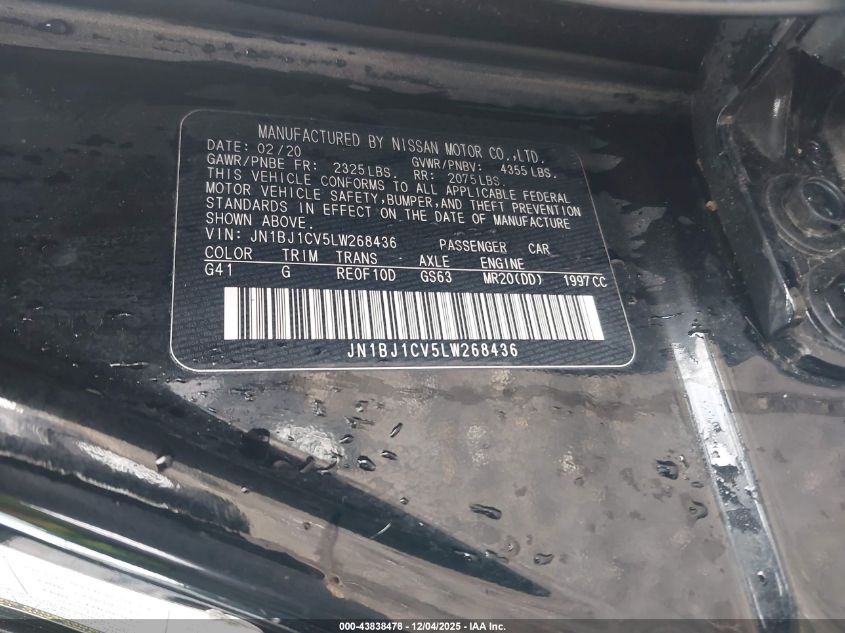 MANUFACTURED BY NISSAN MOTOR CO.,LTD.
DATE: 02/20 GVWR/PNBV: 4355 LBS.
GAWR/PNBE FR: 2325LBS. RR: 2075LBS.
THIS VEHICLE CONFORMS TO ALL APPLICABLE FEDERAL
MOTOR VEHICLE SAFETY,BUMPER,AND THEFT PREVENTION
STANDARDS IN EFFECT ON THE DATE OF MANUFACTURE
SHOWN ABOVE.
VIN: JN1BJ1CV5LW268436 PASSENGER CAR
COLOR TRIM TRANS AXLE ENGINE
G41 G RE0F10D GS63 MR20(DD) 1997CC
JN1BJ1CV5LW268436
000-43838478 - 12/04/2025 - IAA Inc.